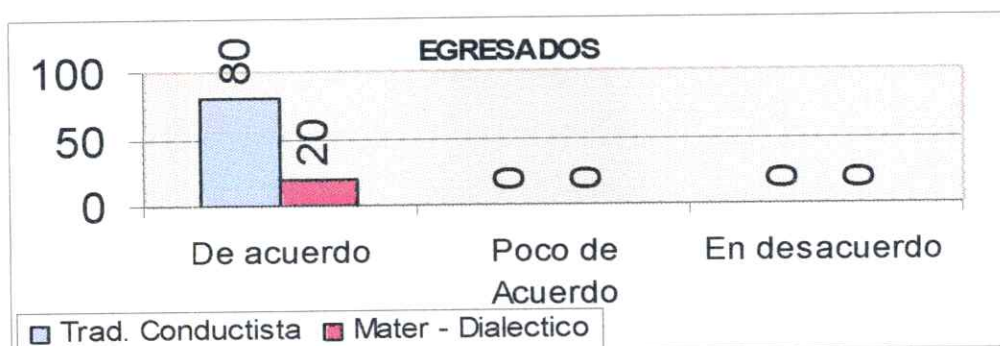 EGRESADOS
100
50
0
80
20
0
0
0
0
De acuerdo
Poco de
Acuerdo
En desacuerdo
Trad. Conductista
Mater - Dialectico